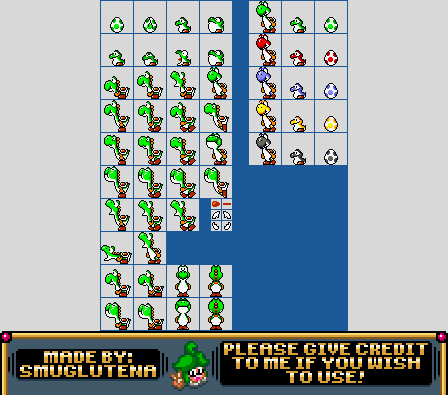 MADE BY:
SMUGLUTENA
PLEASE GIVE CREDIT
TO ME IF YOU WISH
TO USE!